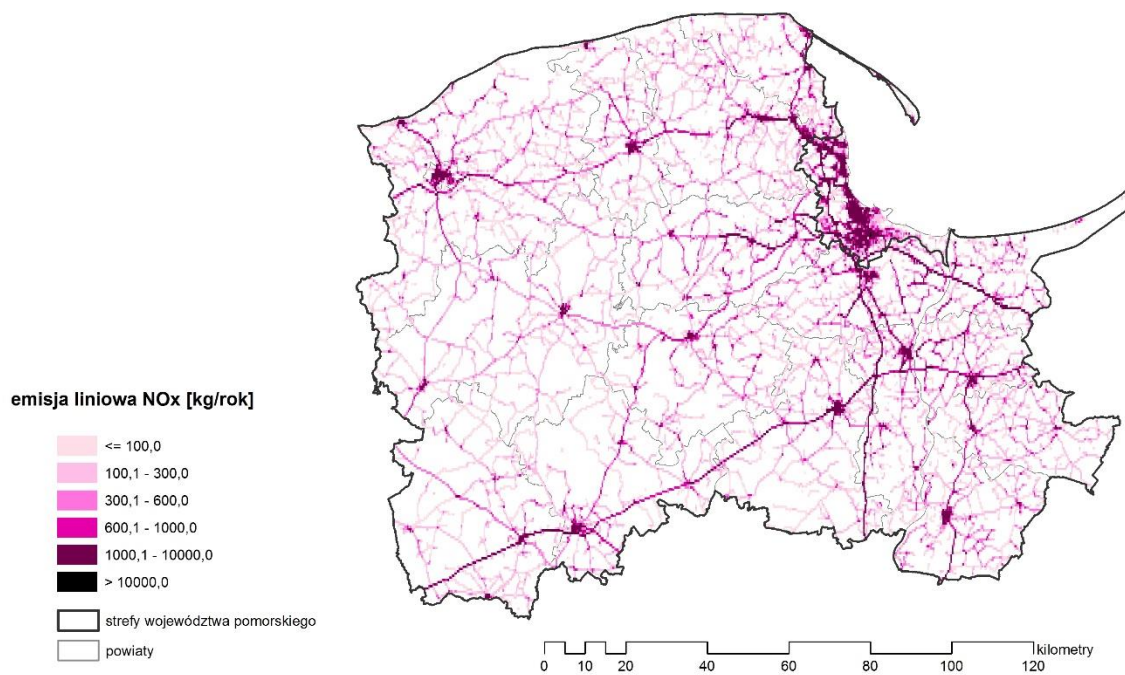 emisja liniowa NOx [kg/rok]
<= 100,0
100,1 - 300,0
300,1 - 600,0
600,1 - 1000,0
1000,1 - 10000,0
> 10000,0
strefy województwa pomorskiego
powiaty
kilometry
0 10 20 40 60 80 100 120